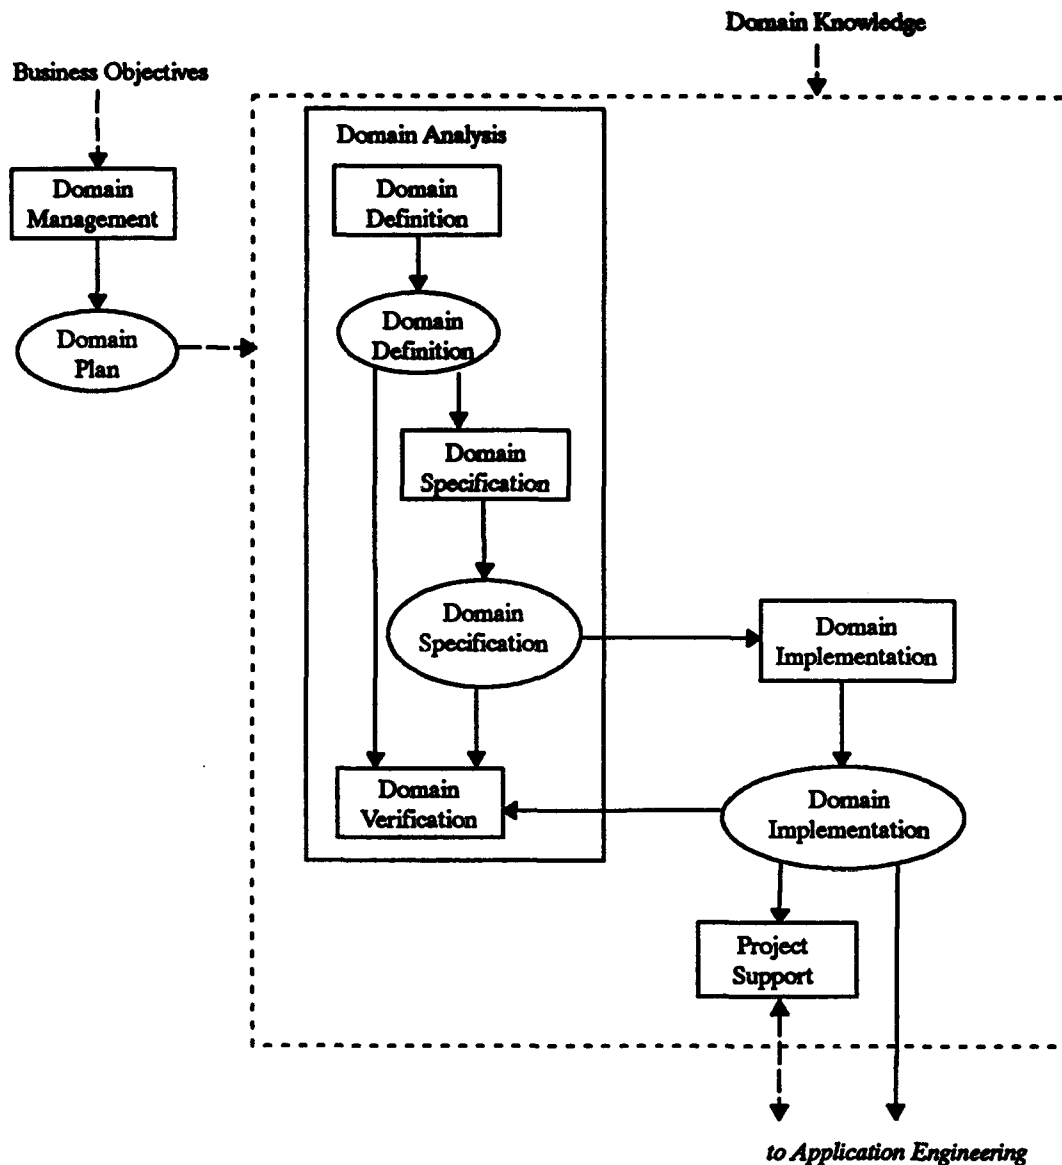 Domain Knowledge
Business Objectives
Domain Analysis
Domain
Management
Domain
Definition
Domain
Plan
Domain
Definition
Domain
Specification
Domain
Specification
Domain
Implementation
Domain
Verification
Domain
Implementation
Project
Support
to Application Engineering